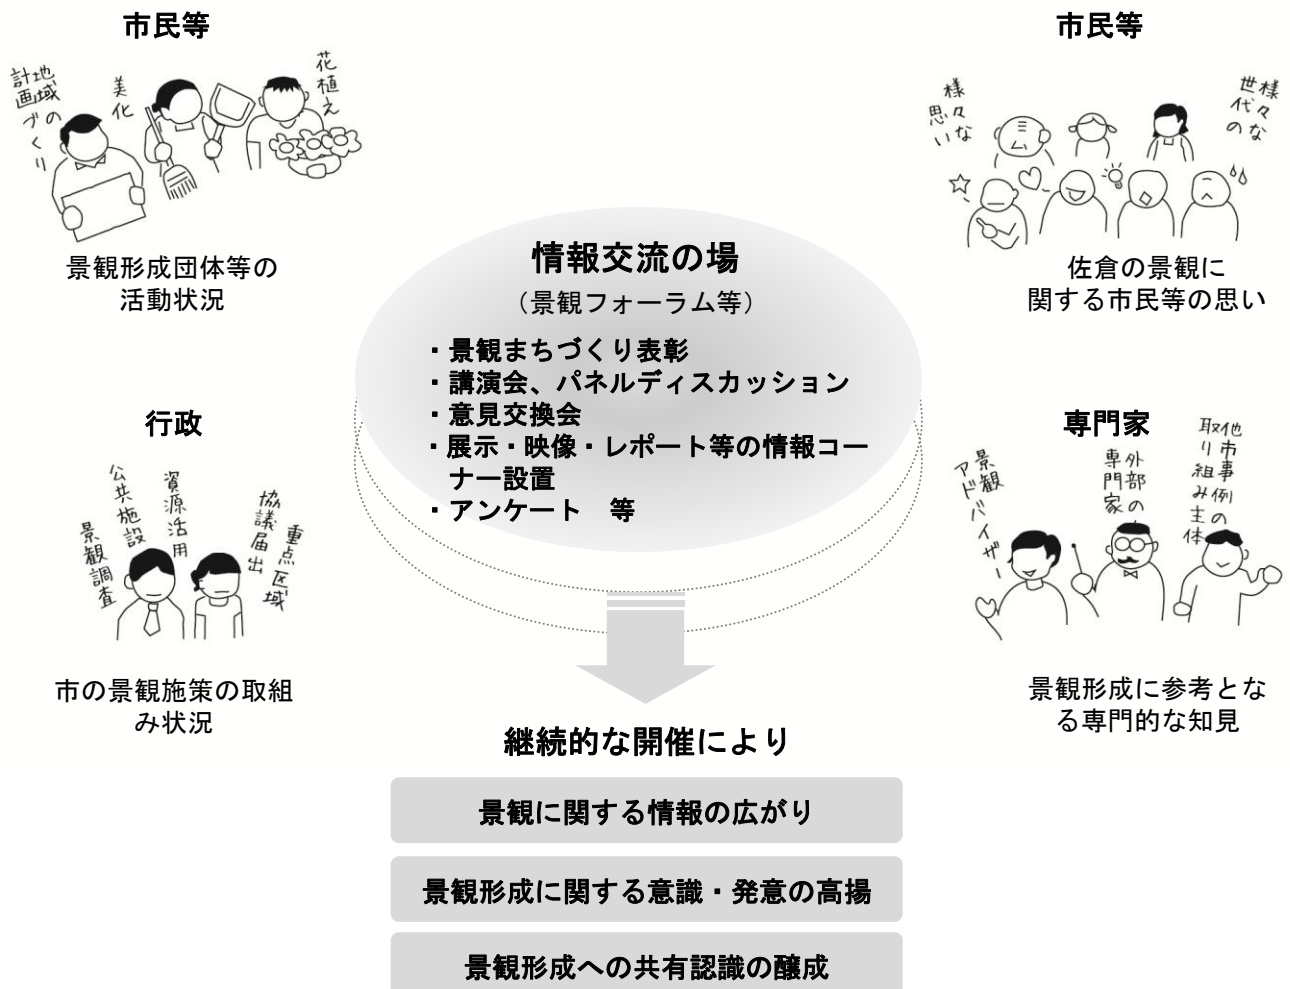 市民等
地域の
計画づくり
美化
花植え
景観形成団体等の
活動状況
市民等
様々な
思い
様々な
世代の
佐倉の景観に
関する市民等の思い
情報交流の場
（景観フォーラム等）
・景観まちづくり表彰
・講演会、パネルディスカッション
・意見交換会
・展示・映像・レポート等の情報コー
ナー設置
・アンケート　等
行政
景観調査
公共施設
資源活用
協議届出
重点区域
市の景観施策の取組
み状況
専門家
景観
アドバイザー
外部の
専門家
他市事例の
取り組み主体
景観形成に参考とな
る専門的な知見
継続的な開催により
景観に関する情報の広がり
景観形成に関する意識・発意の高揚
景観形成への共有認識の醸成